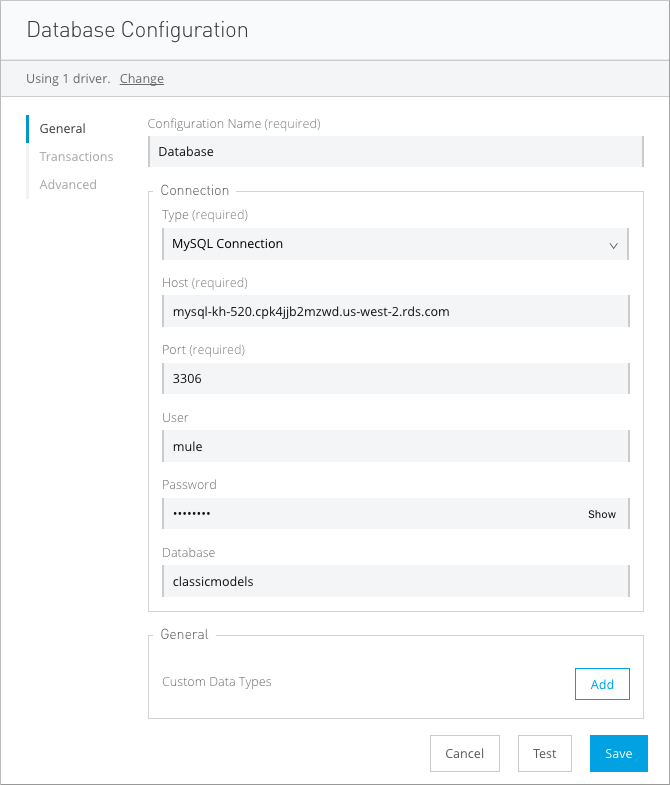 Database Configuration
Using 1 driver. Change
General
Transactions
Advanced
Configuration Name (required)
Database
Connection
Type (required)
MySQL Connection
Host (required)
mysql-kh-520.cpk4jjb2mzwd.us-west-2.rds.com
Port (required)
3306
User
mule
Password
•••••••• Show
Database
classicmodels
General
Custom Data Types Add
Cancel Test Save